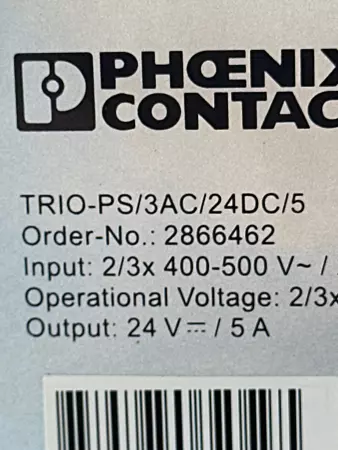 PHŒNIX
CONTAC
TRIO-PS/3AC/24DC/5
Order-No.: 2866462
Input: 2/3x 400-500 V~ /
Operational Voltage: 2/3x
Output: 24 V⎓ / 5 A